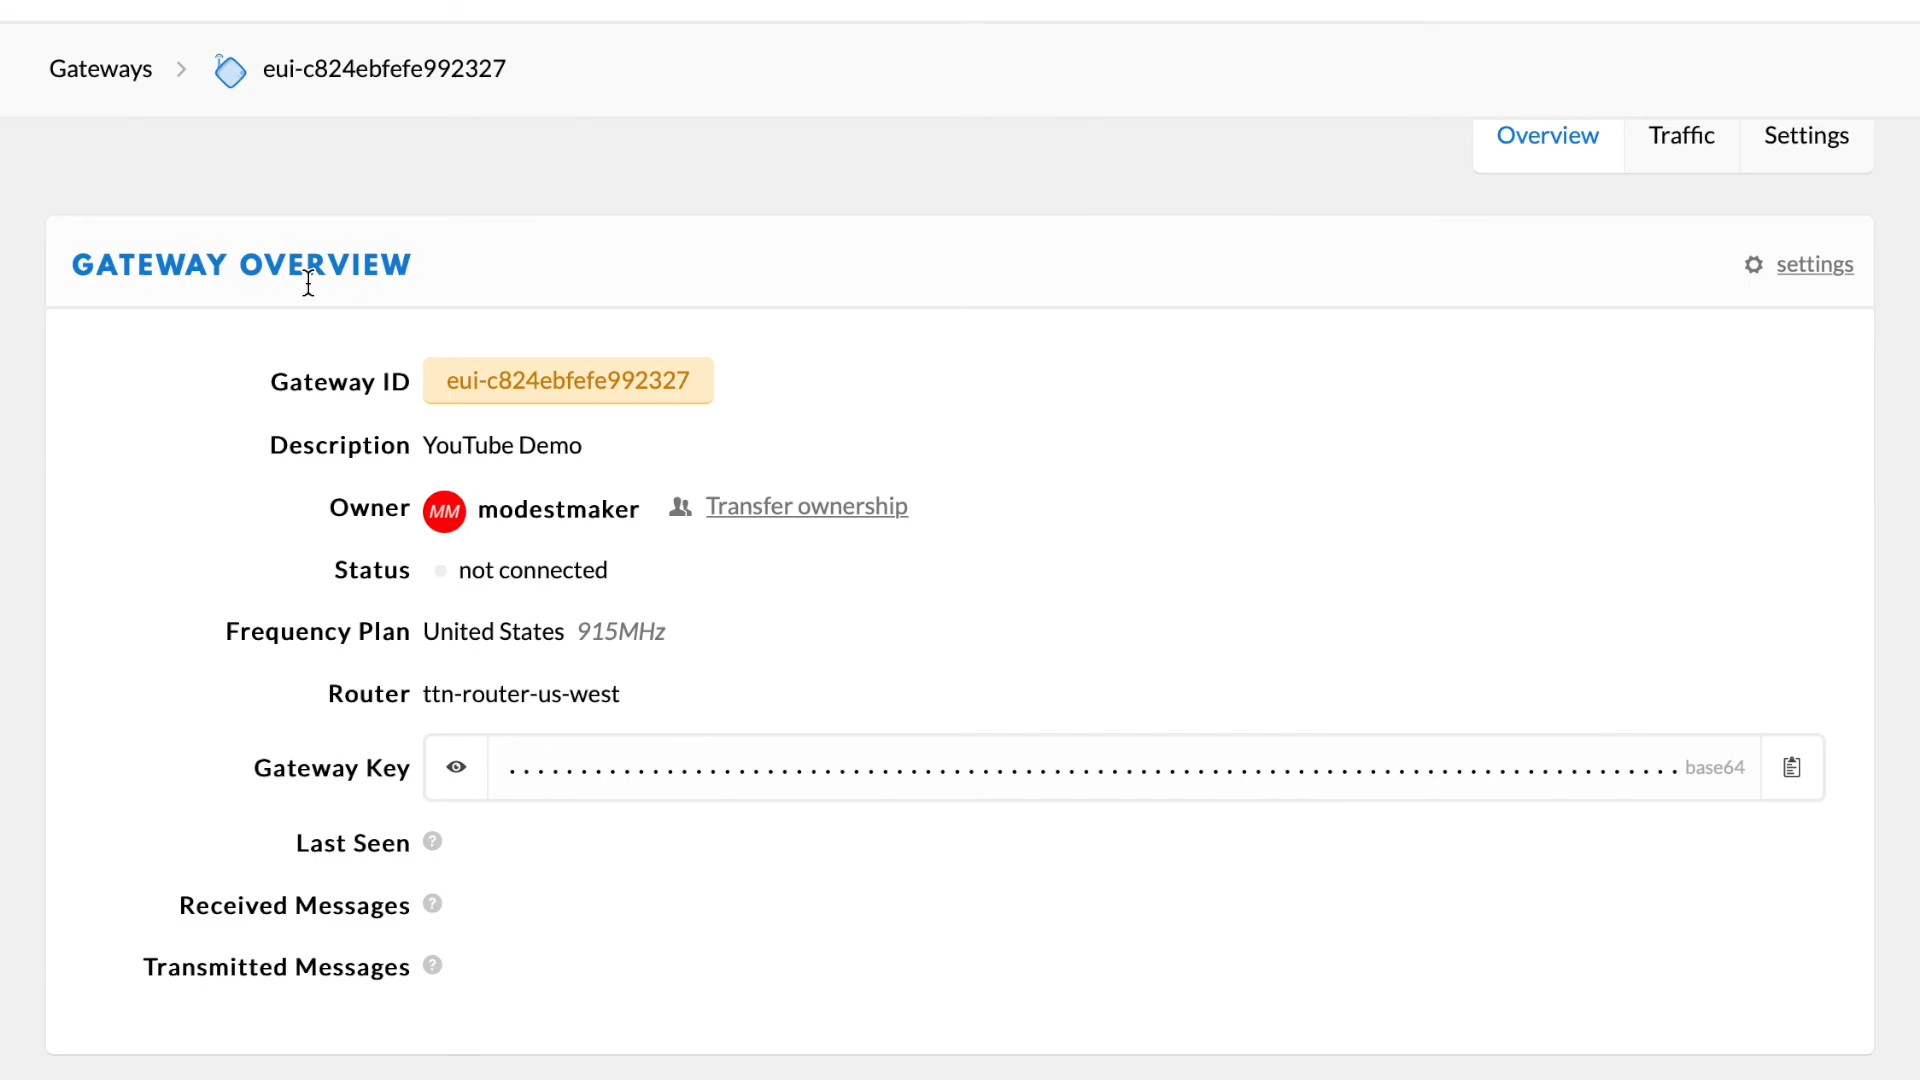 Gateways > eui-c824ebfefe992327
Overview Traffic Settings
GATEWAY OVERVIEW settings
Gateway ID eui-c824ebfefe992327
Description YouTube Demo
Owner MM modestmaker Transfer ownership
Status not connected
Frequency Plan United States 915MHz
Router ttn-router-us-west
Gateway Key base64
Last Seen ?
Received Messages ?
Transmitted Messages ?